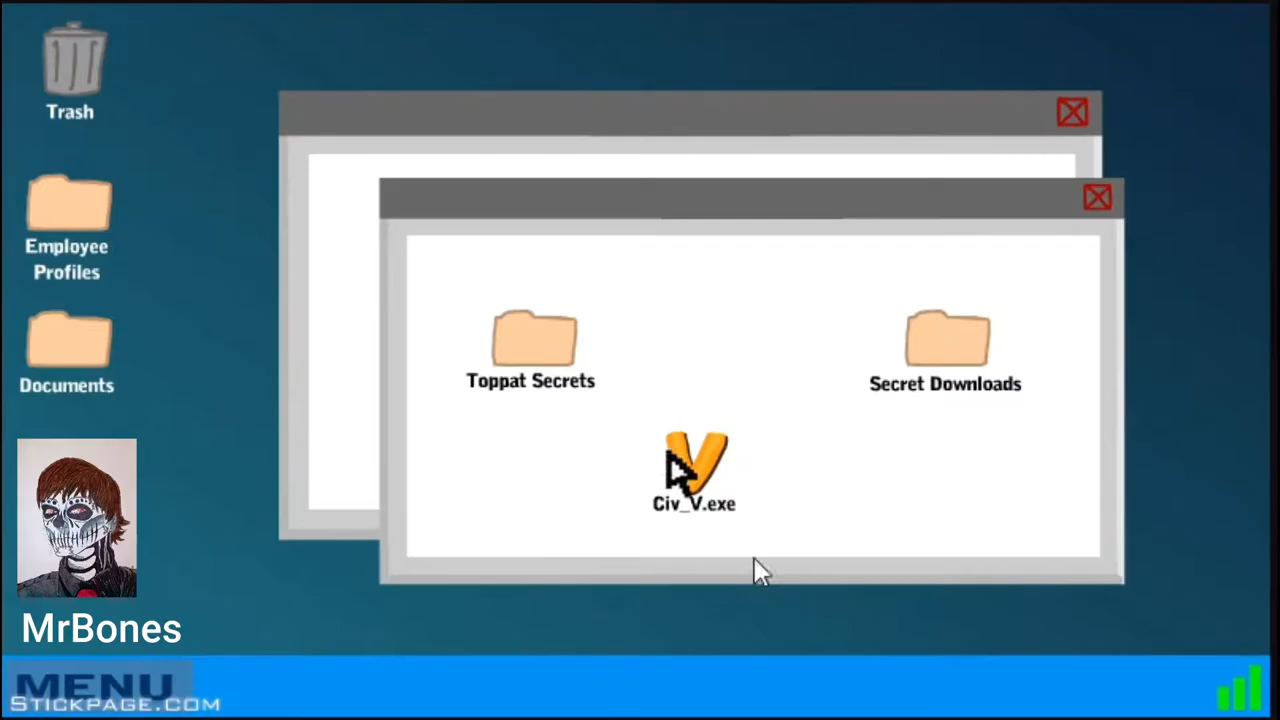 Trash
Employee
Profiles
Documents
Toppat Secrets
Secret Downloads
V
Civ_V.exe
MrBones
MENU
STICKPAGE.COM